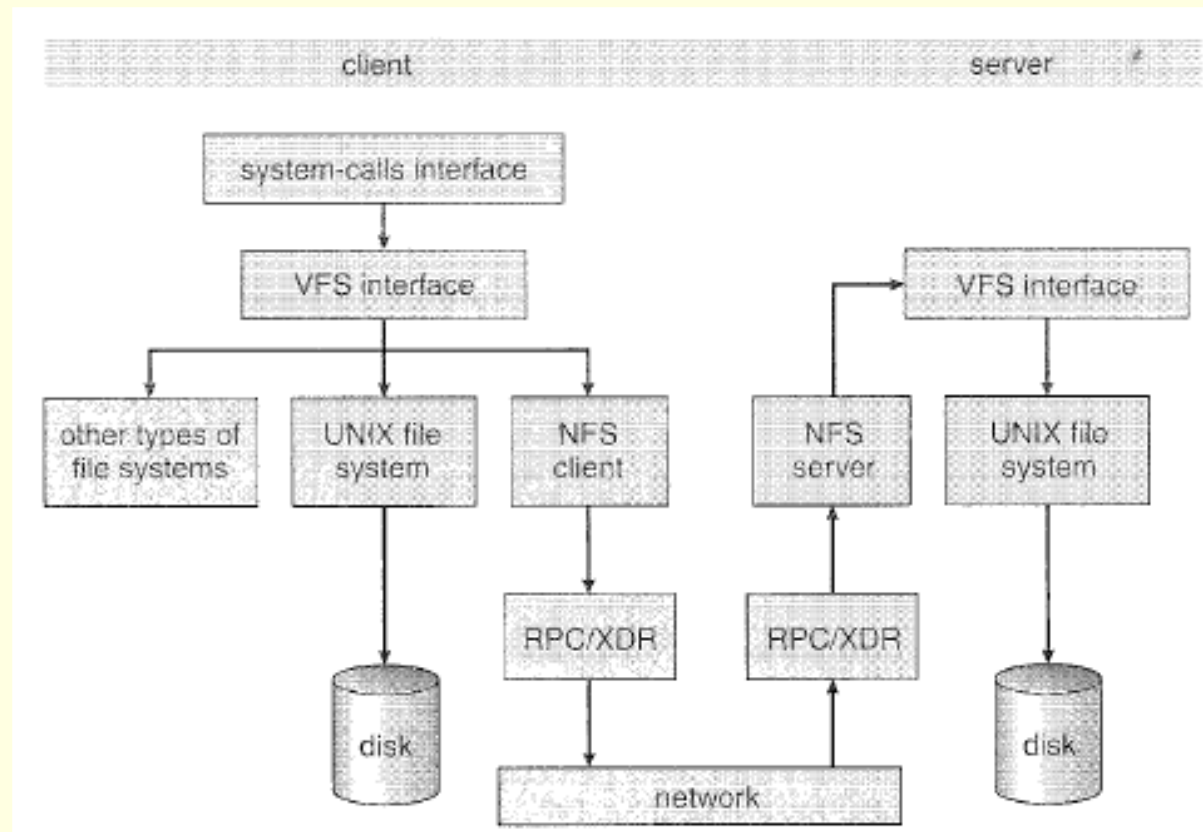 client
server
system-calls interface
VFS interface
VFS interface
other types of
file systems
UNIX file
system
NFS
client
NFS
server
UNIX file
system
RPC/XDR
RPC/XDR
disk
disk
network